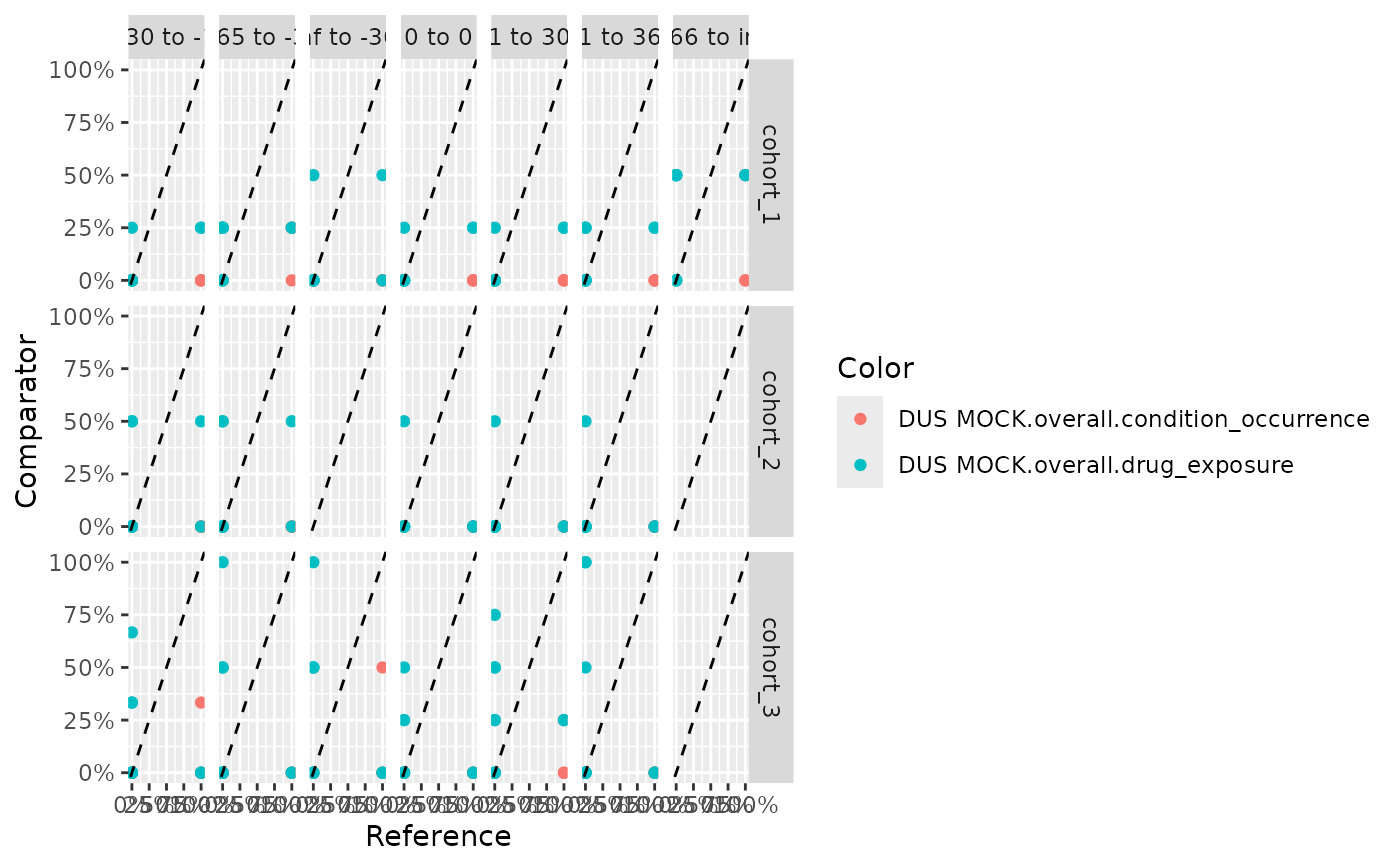 30 to -
65 to -3
nf to -36
0 to 0
1 to 30
1 to 36
66 to in
100%
75%
50%
25%
0%
cohort_1
100%
75%
50%
25%
0%
cohort_2
100%
75%
50%
25%
0%
cohort_3
Comparator
Reference
Color
DUS MOCK.overall.condition_occurrence
DUS MOCK.overall.drug_exposure